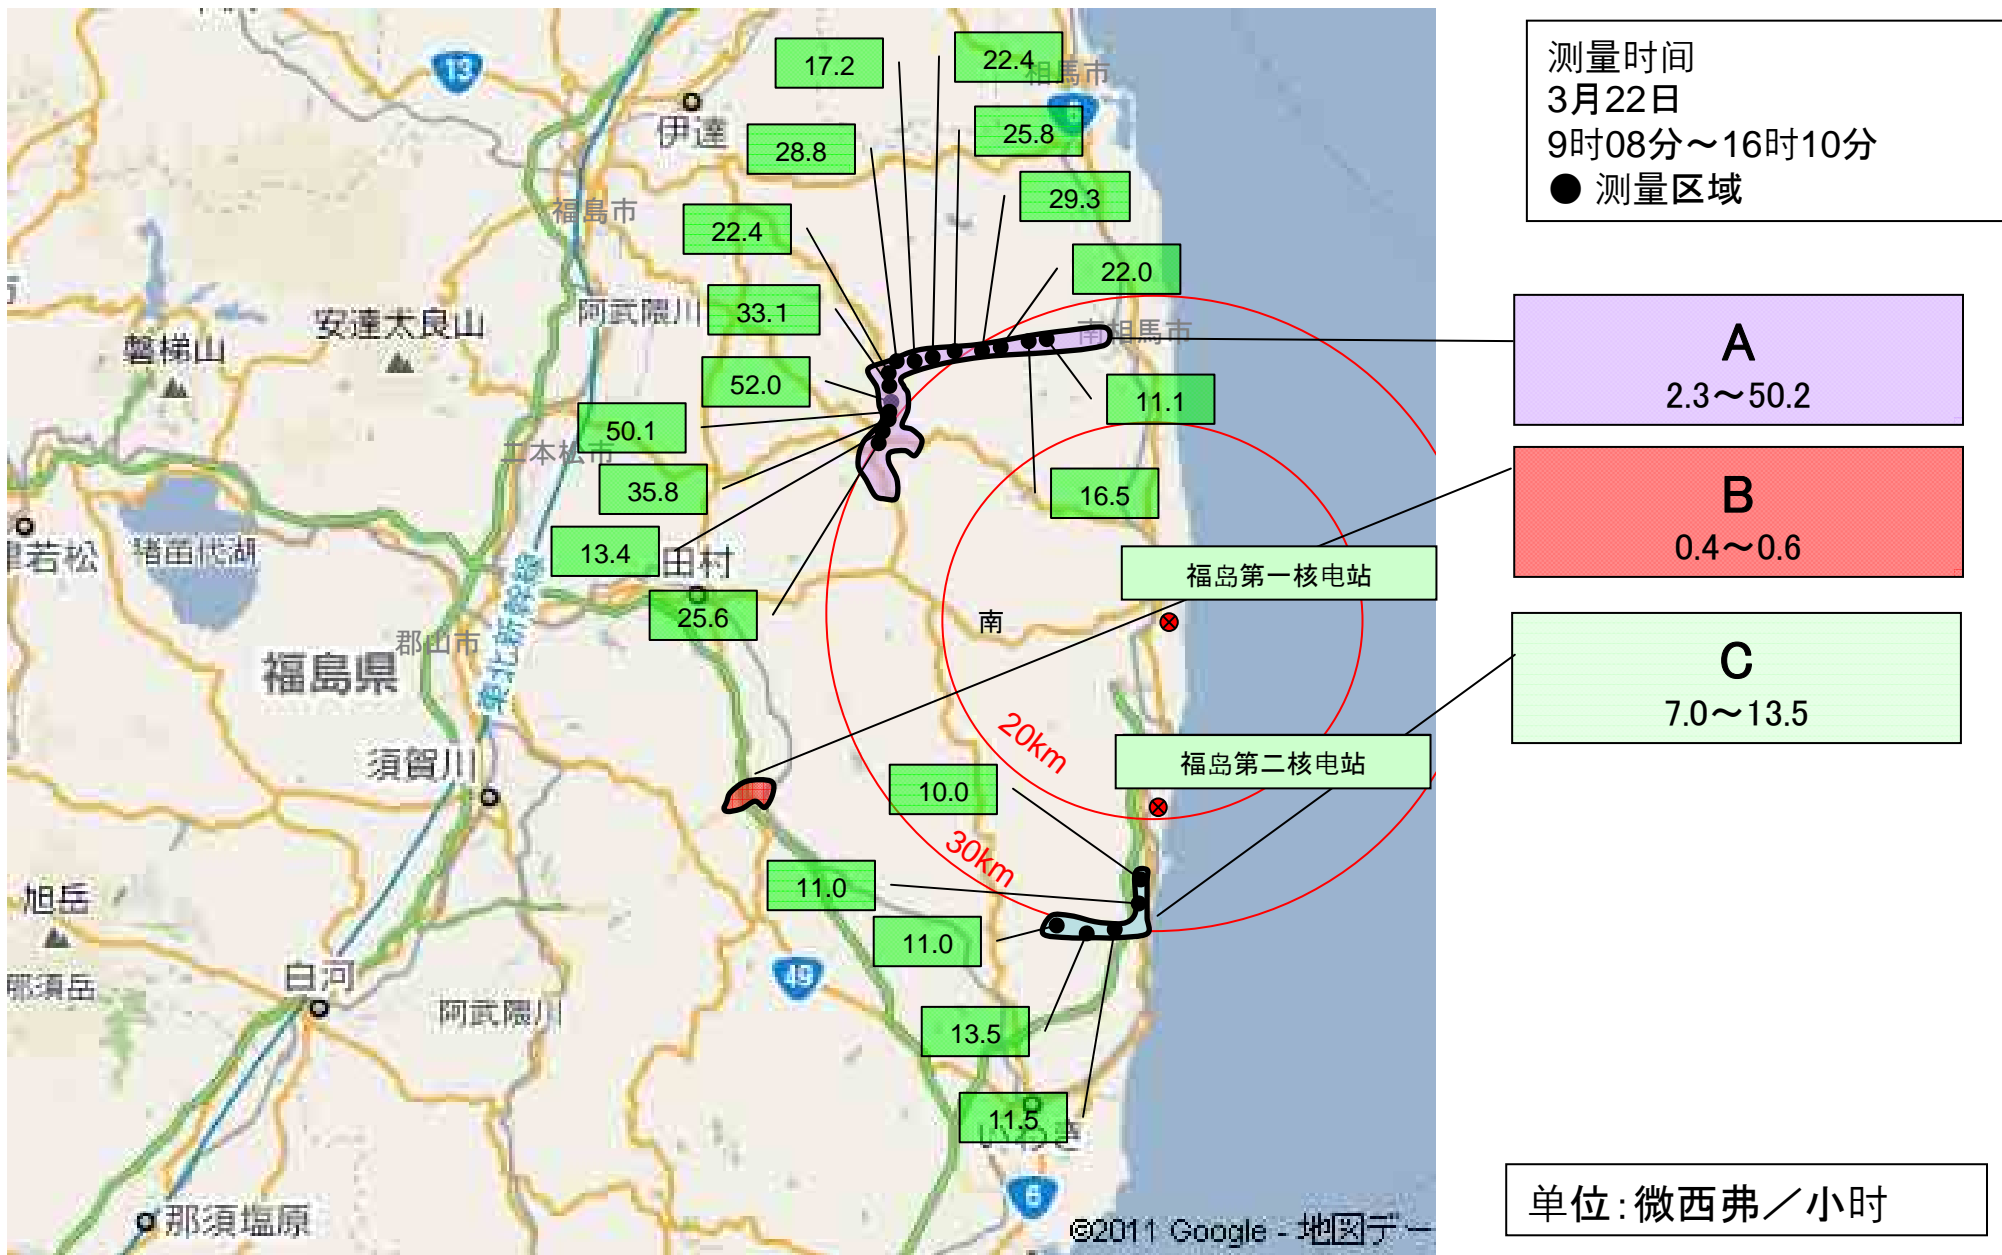 17.2
22.4
相馬市
13
伊達
28.8
25.8
福島市
29.3
22.4
22.0
阿武隈川
33.1
安達太良山
磐梯山
南相馬市
52.0
11.1
50.1
二本松市
35.8
16.5
若松
猪苗代湖
13.4
田村
福岛第一核电站
25.6
南
郡山市
福島県
東北新幹線
須賀川
20km
福岛第二核电站
10.0
30km
11.0
旭岳
11.0
白河
49
那須岳
阿武隈川
13.5
11.5
いわき
6
那須塩原
©2011 Google - 地図デー
测量时间
3月22日
9时08分～16时10分
● 测量区域
A
2.3～50.2
B
0.4～0.6
C
7.0～13.5
单位：微西弗／小时